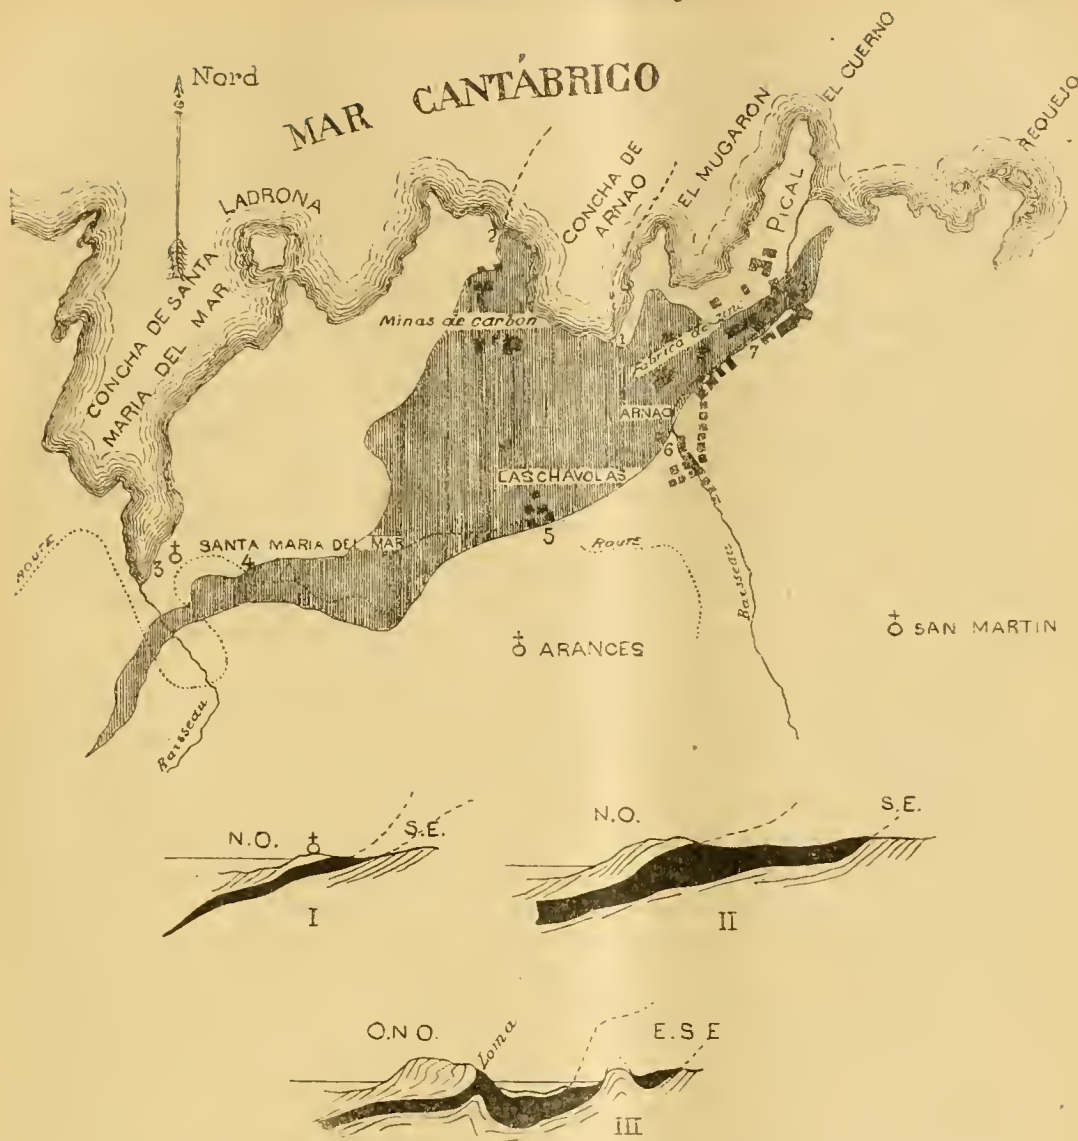 Nord
MAR CANTÁBRICO
LADRONA
CONCHA DE SANTA
MARIA DEL MAR
CONCHA DE
ARNAO
EL MUGARON
EL CUERNO
REQUEJO
PICAL
2
Minas de carbon
1
Fabrica de zinc
7
ARNAO
6
LAS CHAVOLAS
5
SANTA MARIA DEL MAR
3
4
Route
Route
Ruisseau
Ruisseau
ARANCES
SAN MARTIN
N.O.
S.E.
I
N.O.
S.E.
II
O.N O.
Loma
E.S E
III